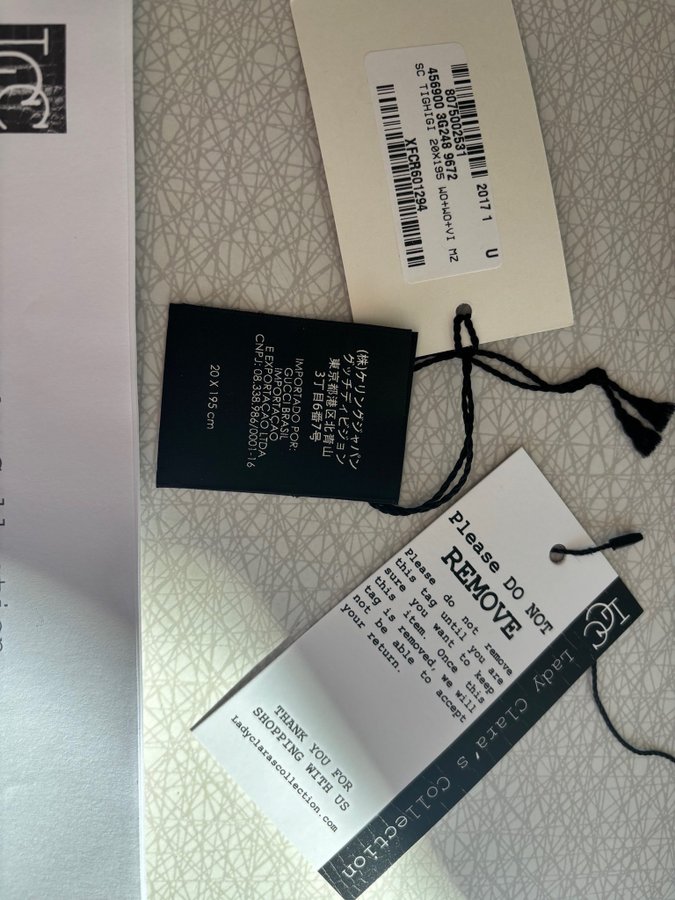 LCC
2017 1 U
8075002531
456900 3G248 9672
SC TIGHIGI 20X195 WO+WO+VI MZ
XFCR601294
(株)ケリングジャパン
グッチディビジョン
東京都港区北青山
3丁目6番7号
IMPORTADO POR:
GUCCI BRASIL
IMPORTAÇAO
E EXPORTAÇAO LTDA.
CNPJ: 08.338.986/0001-16
20 X 195 cm
LCC Lady Clara's Collection
Please DO NOT
REMOVE
Please do not remove
this tag until you are
sure you want to keep
this item. Once this
tag is removed, we will
not be able to accept
your return.
THANK YOU FOR
SHOPPING WITH US
Ladyclarascollection.com